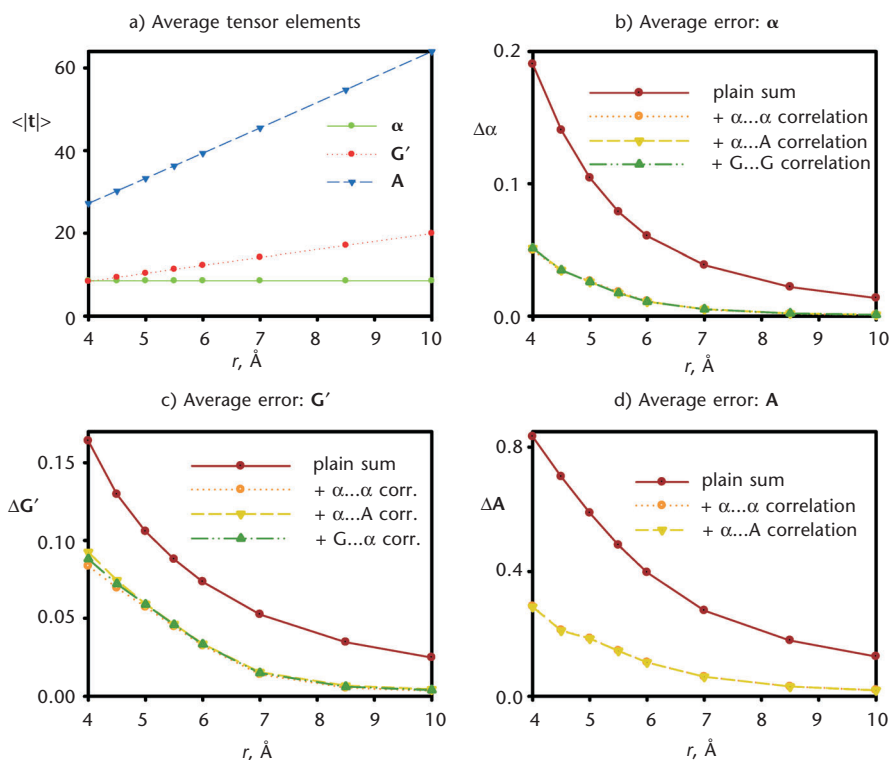 a) Average tensor elements
60
<|t|>
40
20
0
α
G′
A
4 5 6 7 8 9 10
r, Å
b) Average error: α
0.2
Δα
0.1
0.0
plain sum
+ α...α correlation
+ α...A correlation
+ G...G correlation
4 5 6 7 8 9 10
r, Å
c) Average error: G′
0.15
ΔG′
0.10
0.05
0.00
plain sum
+ α...α corr.
+ α...A corr.
+ G...α corr.
4 5 6 7 8 9 10
r, Å
d) Average error: A
0.8
ΔA
0.4
0.0
plain sum
+ α...α correlation
+ α...A correlation
4 5 6 7 8 9 10
r, Å